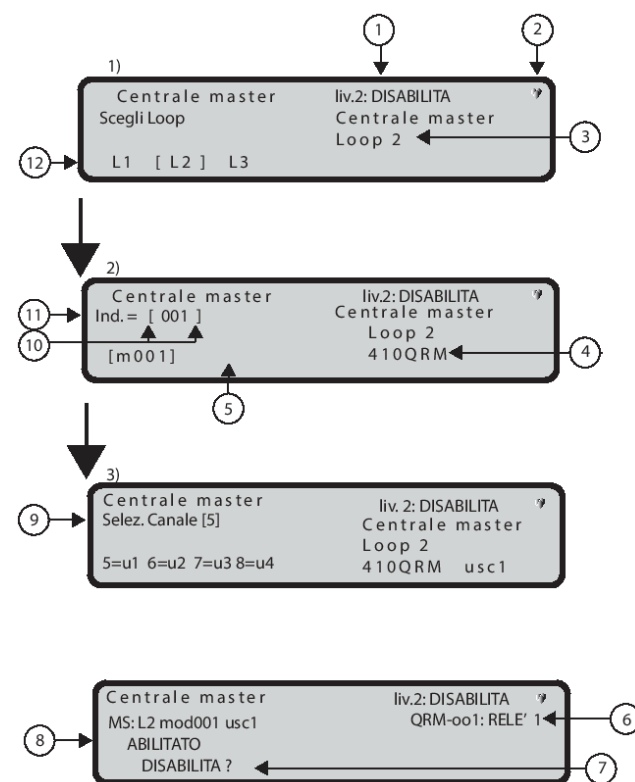 1 2
1)
Centrale master liv.2: DISABILITA
Scegli Loop Centrale master
Loop 2 3
12 L1 [ L2 ] L3
2)
Centrale master liv.2: DISABILITA
11 Ind. = [ 001 ] Centrale master
10 Loop 2
[m001] 410QRM 4
5
3)
Centrale master liv. 2: DISABILITA
9 Selez. Canale [5] Centrale master
Loop 2
5=u1 6=u2 7=u3 8=u4 410QRM usc1
Centrale master liv.2: DISABILITA
MS: L2 mod001 usc1 QRM-oo1: RELE' 1 6
8 ABILITATO
DISABILITA ? 7